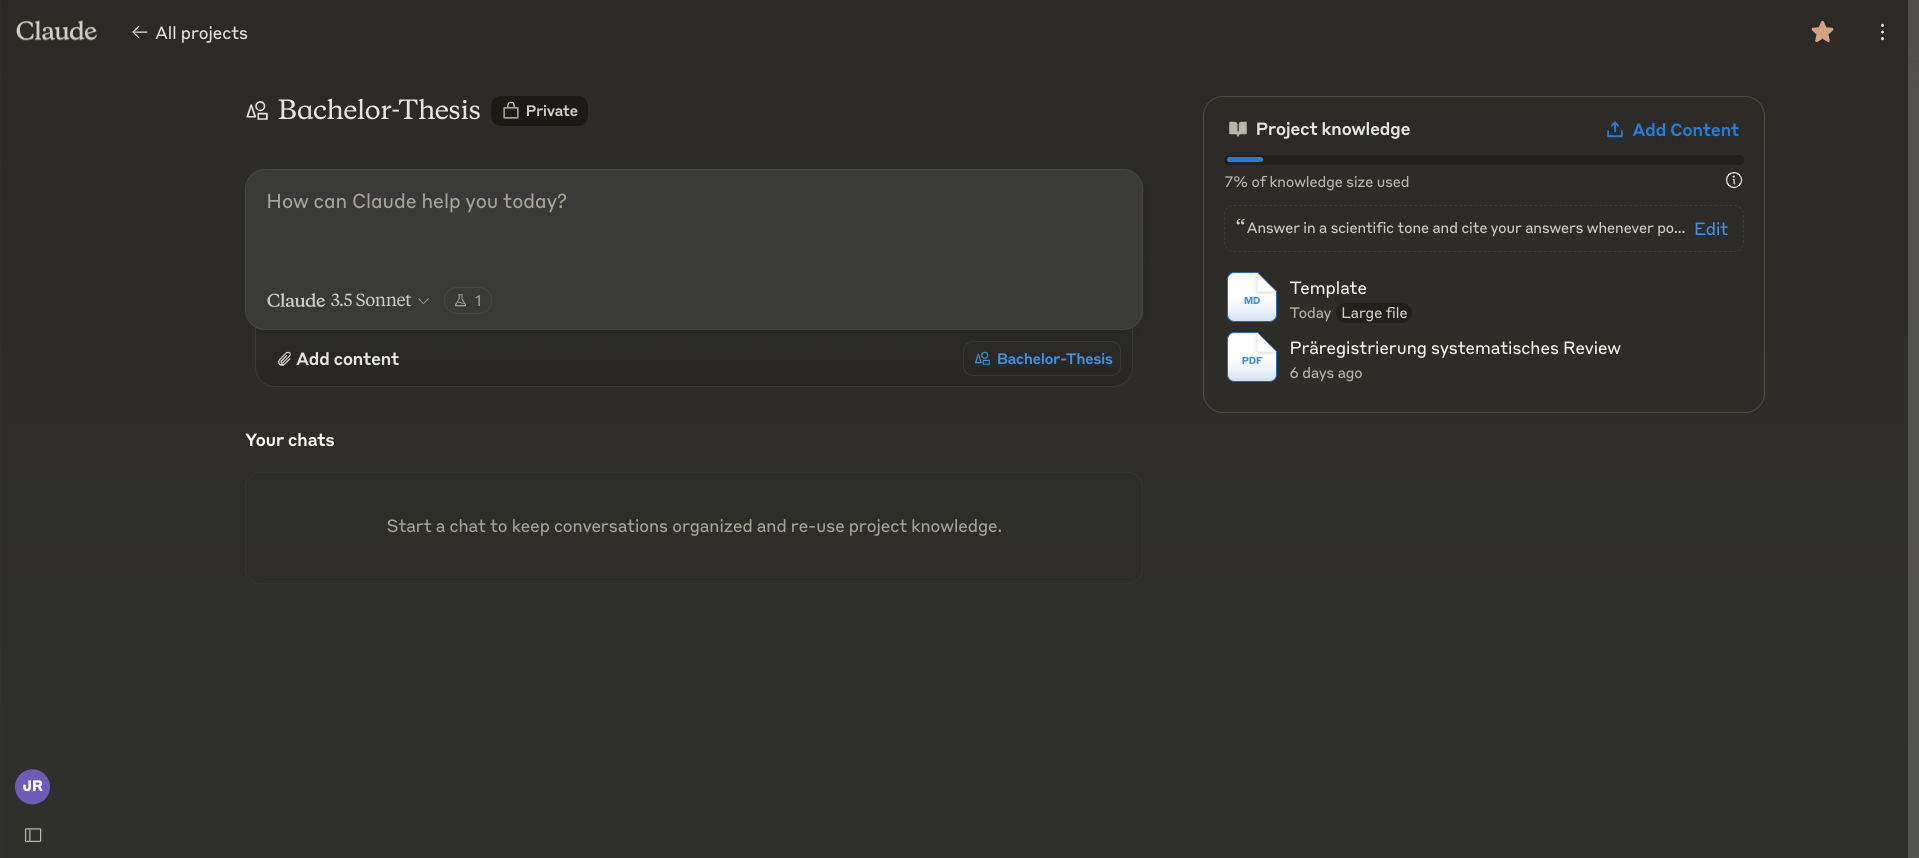 Claude
All projects
Bachelor-Thesis
Private
How can Claude help you today?
Claude 3.5 Sonnet
1
Add content
Bachelor-Thesis
Your chats
Start a chat to keep conversations organized and re-use project knowledge.
Project knowledge
Add Content
7% of knowledge size used
“Answer in a scientific tone and cite your answers whenever po...
Edit
MD
Template
Today Large file
PDF
Präregistrierung systematisches Review
6 days ago
JR